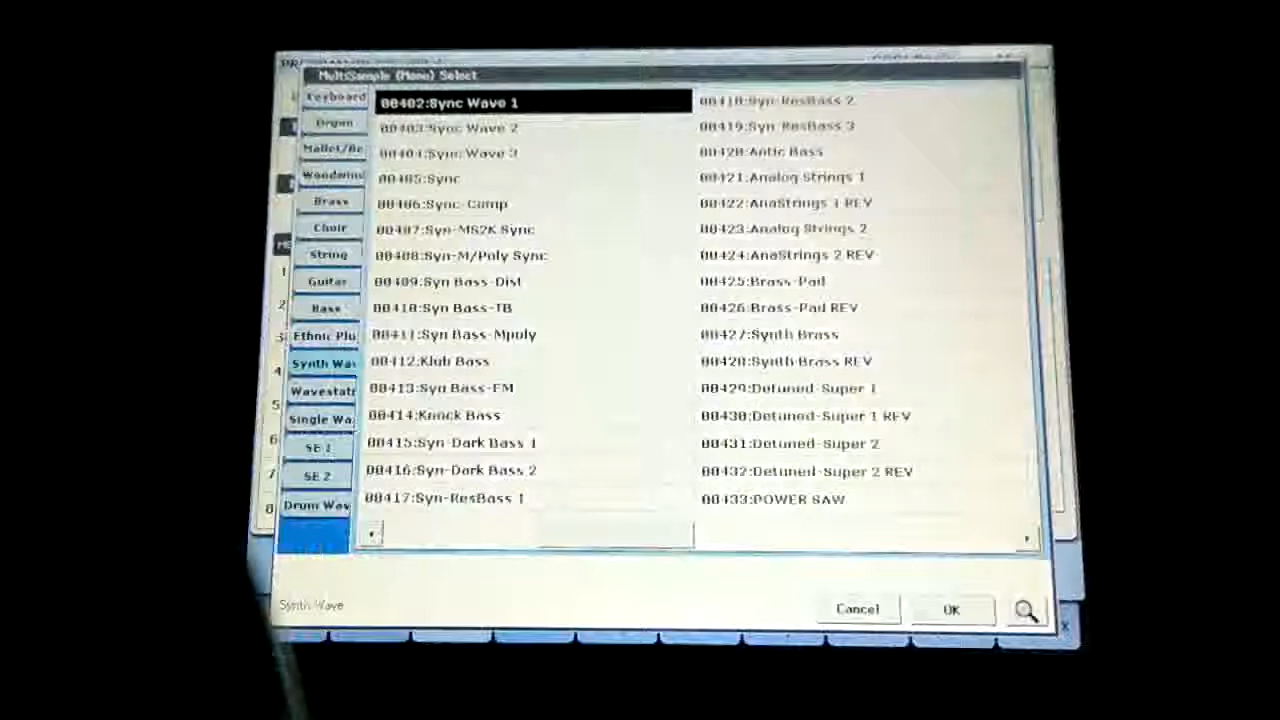 MultiSample (Mono) Select
Keyboard
Organ
Mallet/Be
Woodwind
Brass
Choir
String
Guitar
Bass
Ethnic Plu
Synth Wav
Wavestati
Single Wa
SE 1
SE 2
Drum Wav
00402:Sync Wave 1
00403:Sync Wave 2
00404:Sync Wave 3
00405:Sync
00406:Sync-Comp
00407:Syn-MS2K Sync
00408:Syn-M/Poly Sync
00409:Syn Bass-Dist
00410:Syn Bass-TB
00411:Syn Bass-Mpoly
00412:Klub Bass
00413:Syn Bass-FM
00414:Knock Bass
00415:Syn-Dark Bass 1
00416:Syn-Dark Bass 2
00417:Syn-ResBass 1
00418:Syn-ResBass 2
00419:Syn-ResBass 3
00420:Antic Bass
00421:Analog Strings 1
00422:AnaStrings 1 REV
00423:Analog Strings 2
00424:AnaStrings 2 REV
00425:Brass-Pad
00426:Brass-Pad REV
00427:Synth Brass
00428:Synth Brass REV
00429:Detuned-Super 1
00430:Detuned-Super 1 REV
00431:Detuned-Super 2
00432:Detuned-Super 2 REV
00433:POWER SAW
Synth Wave
Cancel
OK